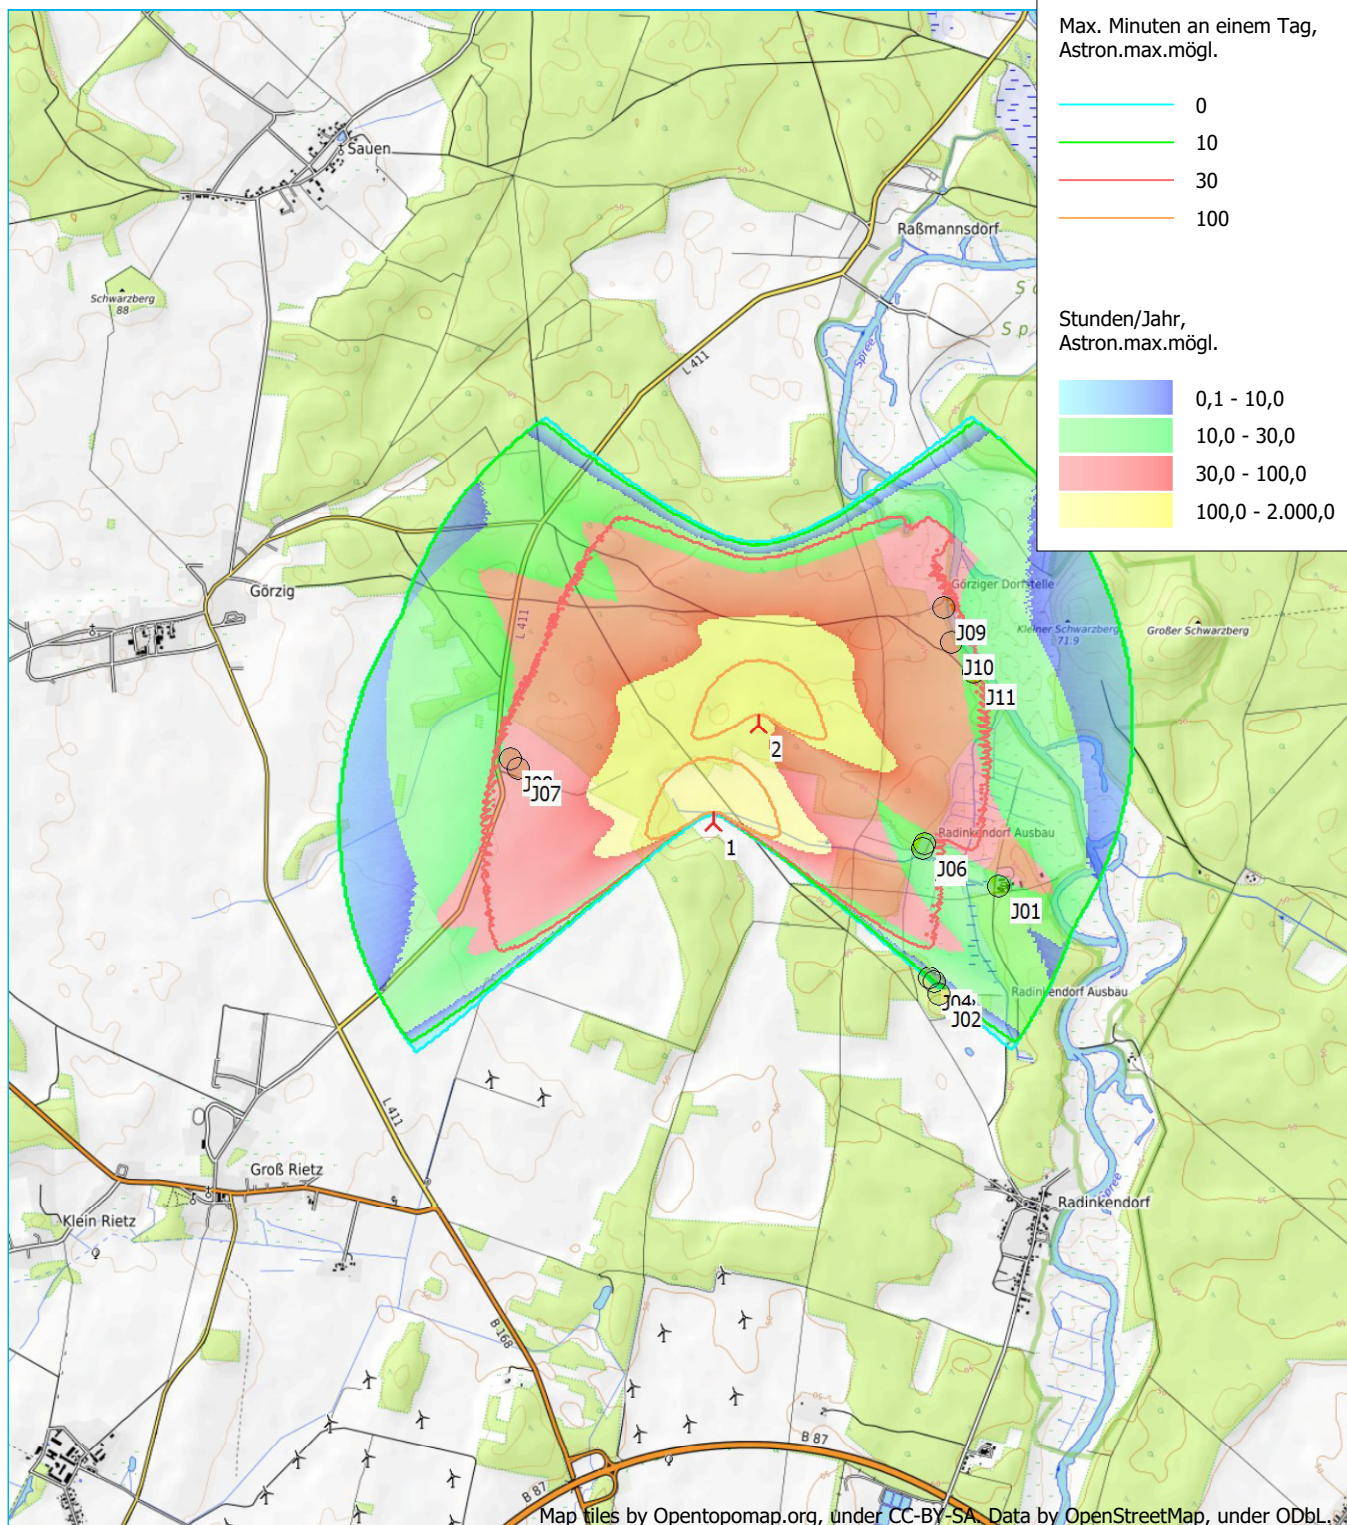 Max. Minuten an einem Tag,
Astron.max.mögl.
0
10
30
100
Stunden/Jahr,
Astron.max.mögl.
0,1 - 10,0
10,0 - 30,0
30,0 - 100,0
100,0 - 2.000,0
Sauen
Raßmannsdorf
Schwarzberg
88
Spree
L 411
Görzig
L 411
Görziger Dorfstelle
Kleiner Schwarzberg
71.9
Großer Schwarzberg
J09
J10
J11
2
J07
1
Radinkendorf Ausbau
J06
J01
Radinkendorf Ausbau
J04
J02
L 411
Groß Rietz
Klein Rietz
Radinkendorf
Spree
B 168
B 87
B 87
Map tiles by Opentopomap.org, under CC-BY-SA. Data by OpenStreetMap, under ODbL.